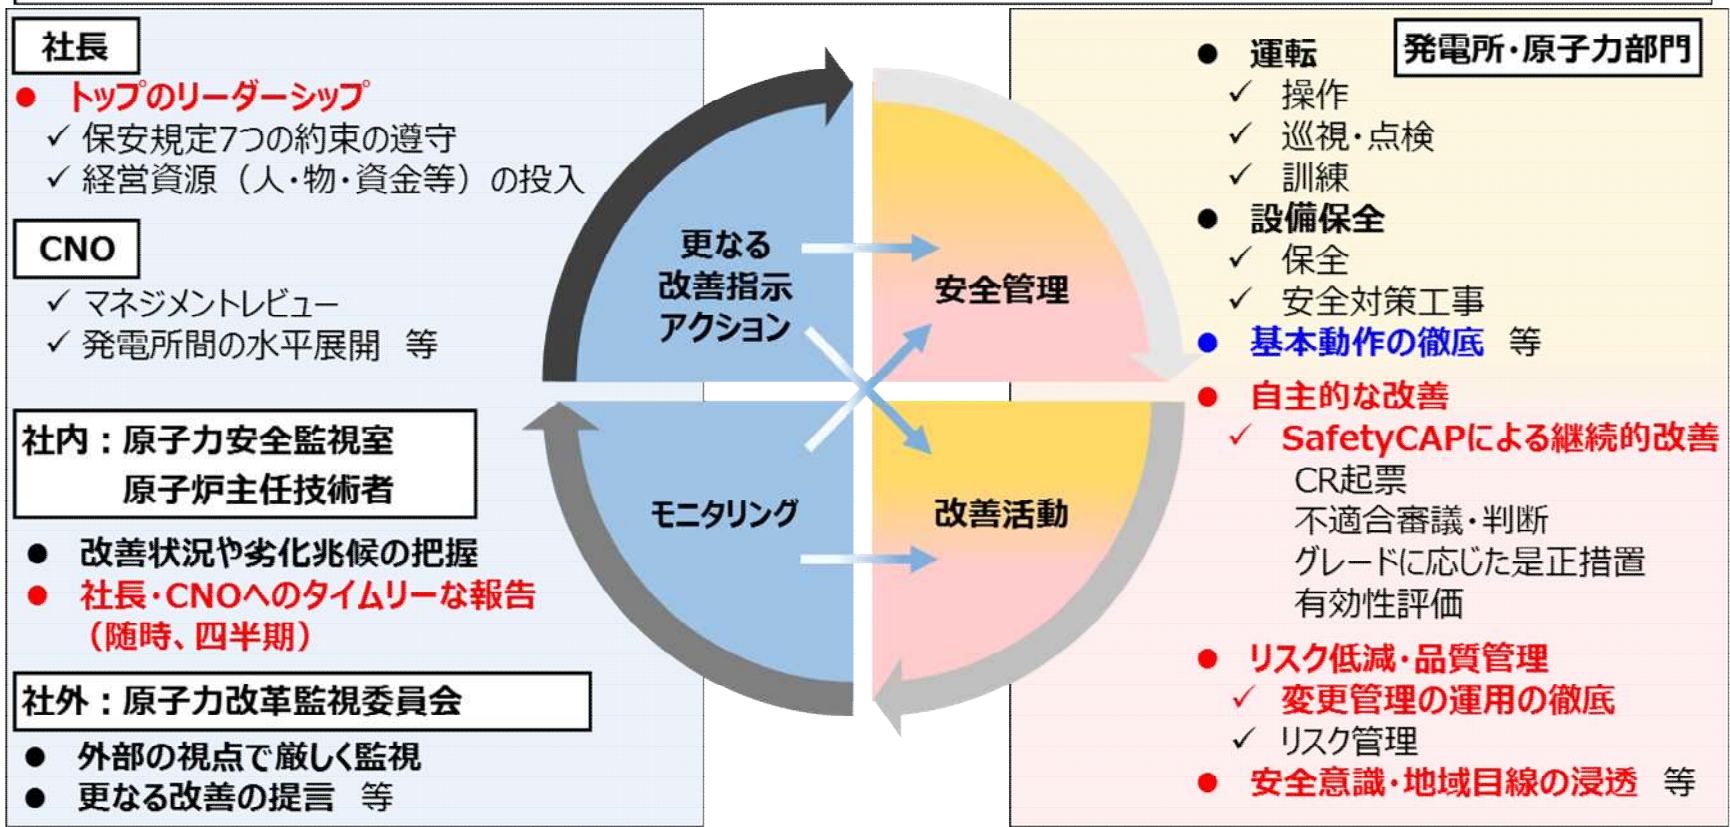 社長
● トップのリーダーシップ
✓ 保安規定7つの約束の遵守
✓ 経営資源（人・物・資金等）の投入
CNO
✓ マネジメントレビュー
✓ 発電所間の水平展開 等
社内：原子力安全監視室
原子炉主任技術者
● 改善状況や劣化兆候の把握
● 社長・CNOへのタイムリーな報告
（随時、四半期）
社外：原子力改革監視委員会
● 外部の視点で厳しく監視
● 更なる改善の提言 等
更なる
改善指示
アクション
安全管理
モニタリング
改善活動
発電所・原子力部門
● 運転
✓ 操作
✓ 巡視・点検
✓ 訓練
● 設備保全
✓ 保全
✓ 安全対策工事
● 基本動作の徹底 等
● 自主的な改善
✓ SafetyCAPによる継続的改善
CR起票
不適合審議・判断
グレードに応じた是正措置
有効性評価
● リスク低減・品質管理
✓ 変更管理の運用の徹底
✓ リスク管理
● 安全意識・地域目線の浸透 等